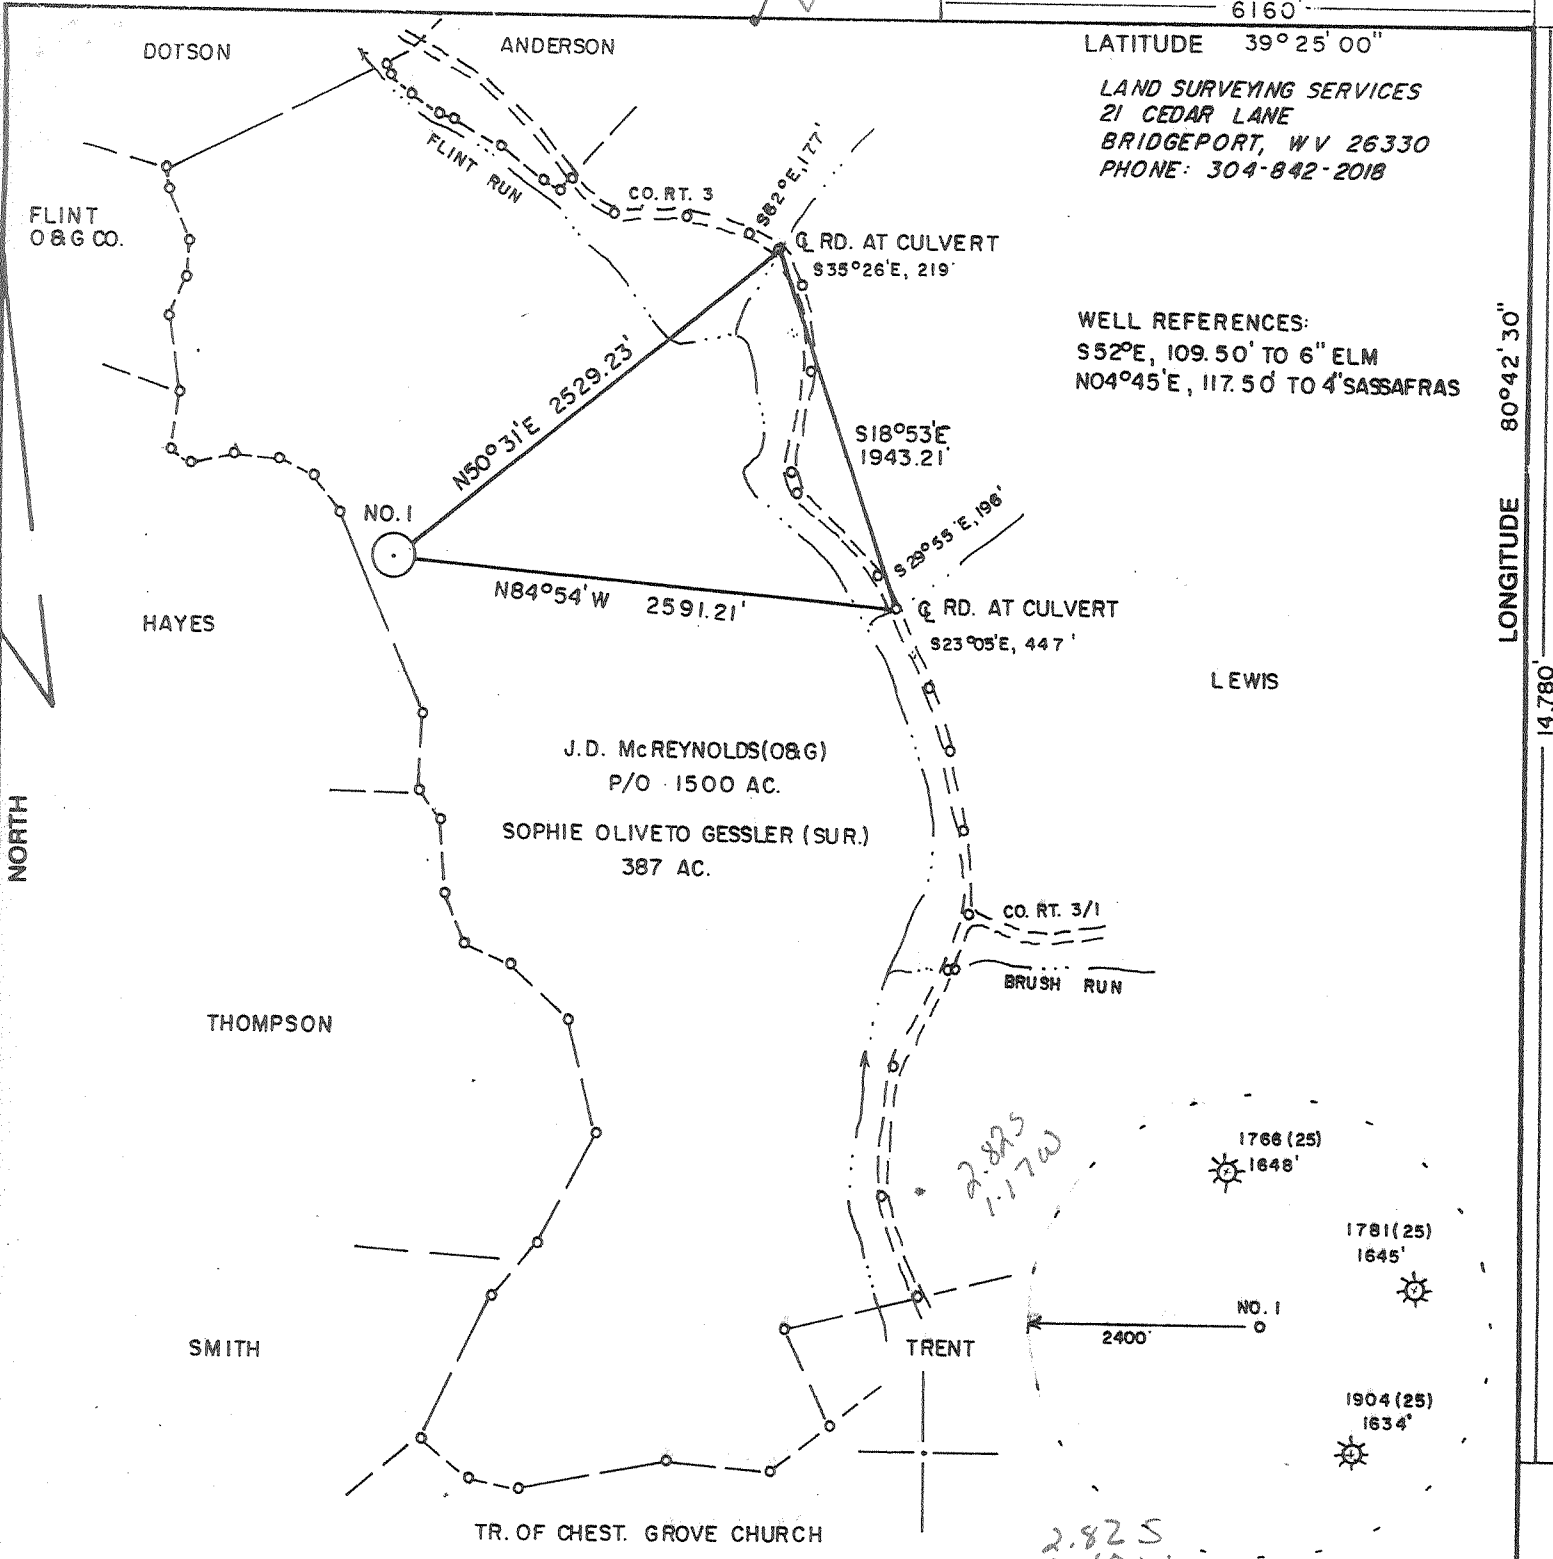 6160'
LATITUDE 39°25'00"
LAND SURVEYING SERVICES
21 CEDAR LANE
BRIDGEPORT, WV 26330
PHONE: 304-842-2018
DOTSON
ANDERSON
FLINT RUN
CO. RT. 3
S82°E, 177'
FLINT
O&G CO.
℄ RD. AT CULVERT
S35°26'E, 219'
WELL REFERENCES:
S52°E, 109.50' TO 6" ELM
N04°45'E, 117.50' TO 4" SASSAFRAS
LONGITUDE 80°42'30"
N50°31'E 2529.23'
S18°53'E
1943.21'
NO. 1
S29°55'E, 196'
N84°54'W 2591.21'
℄ RD. AT CULVERT
S23°05'E, 447'
HAYES
LEWIS
14,780'
J.D. McREYNOLDS (O&G)
P/O 1500 AC.
SOPHIE OLIVETO GESSLER (SUR.)
387 AC.
NORTH
CO. RT. 3/1
BRUSH RUN
THOMPSON
2.82S
1.17W
1766 (25)
1648'
1781 (25)
1645'
NO. 1
2400'
SMITH
TRENT
1904 (25)
1634'
TR. OF CHEST. GROVE CHURCH
2.82 S